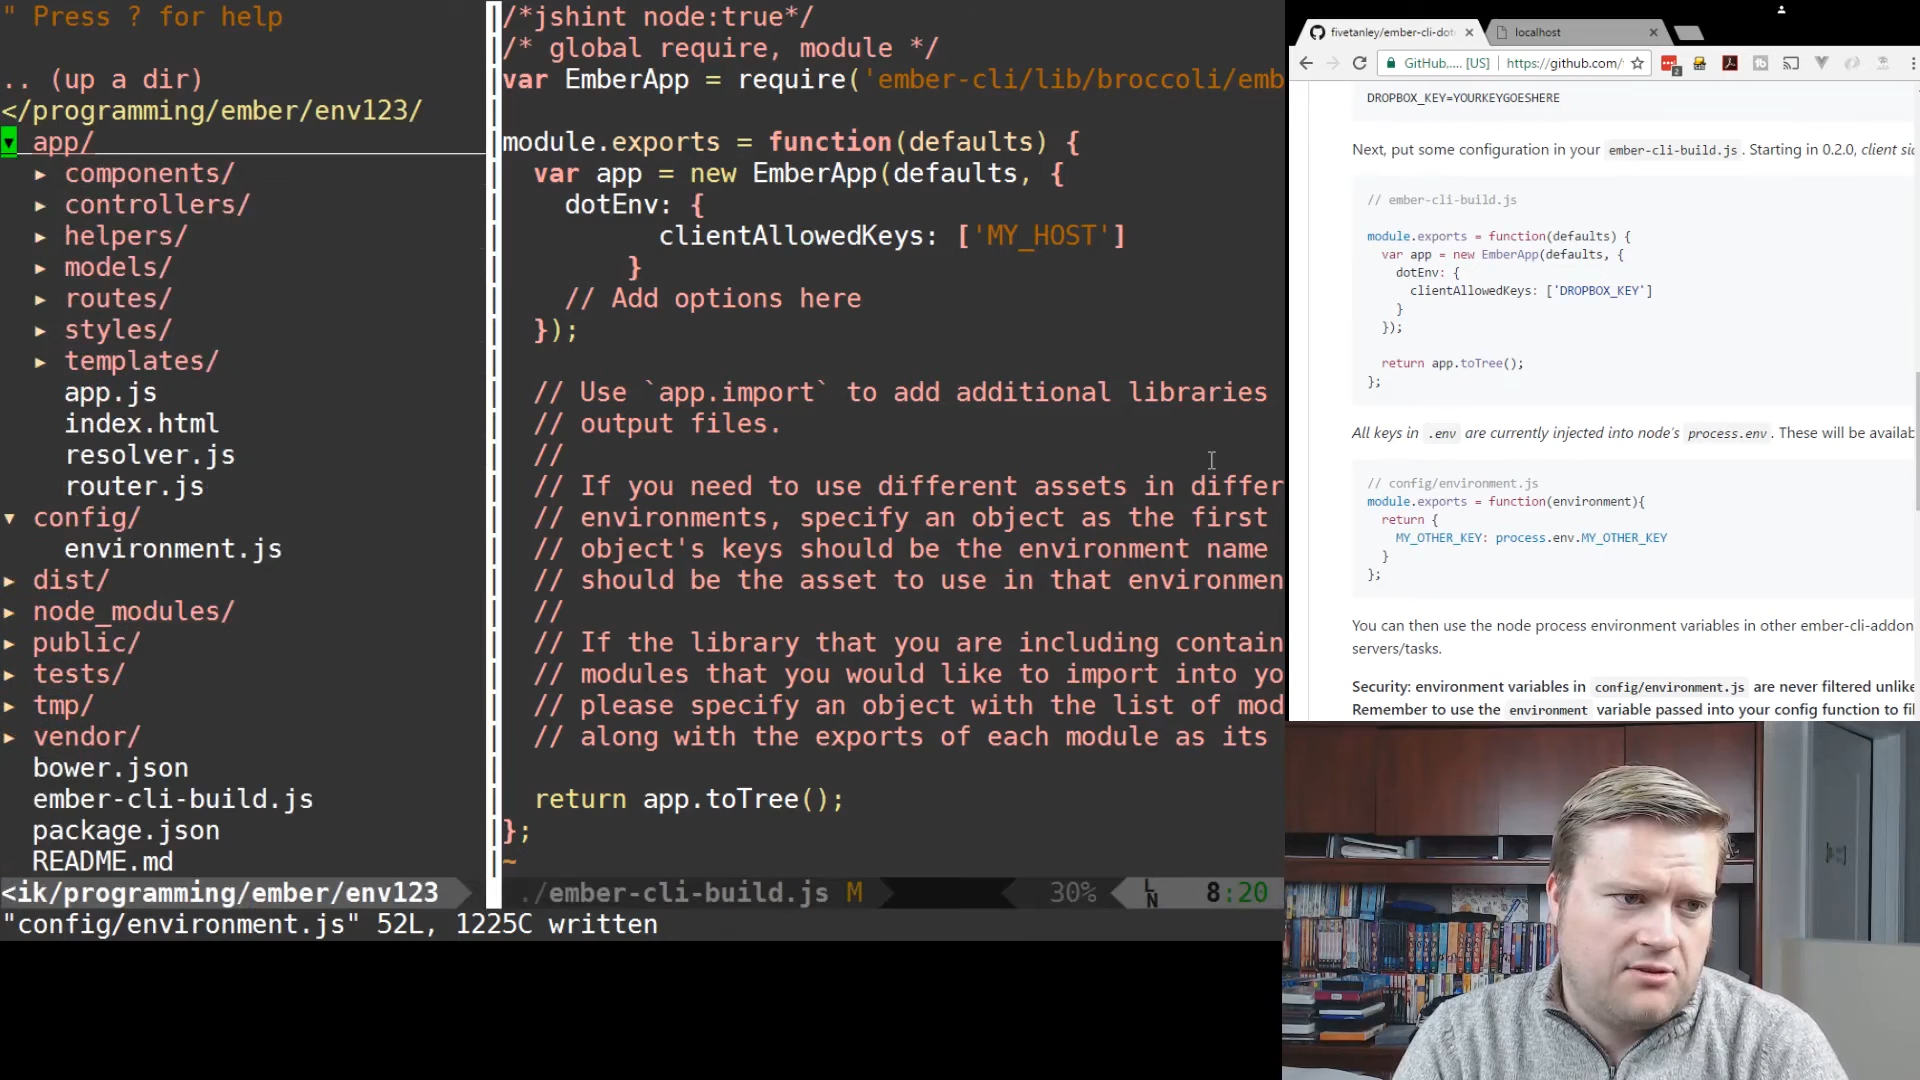 " Press ? for help
.. (up a dir)
</programming/ember/env123/
▾ app/
▸ components/
▸ controllers/
▸ helpers/
▸ models/
▸ routes/
▸ styles/
▸ templates/
app.js
index.html
resolver.js
router.js
▾ config/
environment.js
▸ dist/
▸ node_modules/
▸ public/
▸ tests/
▸ tmp/
▸ vendor/
bower.json
ember-cli-build.js
package.json
README.md
<ik/programming/ember/env123
"config/environment.js" 52L, 1225C written
/*jshint node:true*/
/* global require, module */
var EmberApp = require('ember-cli/lib/broccoli/emb
module.exports = function(defaults) {
var app = new EmberApp(defaults, {
dotEnv: {
clientAllowedKeys: ['MY_HOST']
}
// Add options here
});
// Use `app.import` to add additional libraries
// output files.
//
// If you need to use different assets in differ
// environments, specify an object as the first
// object's keys should be the environment name
// should be the asset to use in that environmen
//
// If the library that you are including contain
// modules that you would like to import into yo
// please specify an object with the list of mod
// along with the exports of each module as its
return app.toTree();
};
~
./ember-cli-build.js M 30% LN 8:20
fivetanley/ember-cli-dot
localhost
GitHub,... [US] https://github.com/
DROPBOX_KEY=YOURKEYGOESHERE
Next, put some configuration in your ember-cli-build.js. Starting in 0.2.0, client sid
// ember-cli-build.js
module.exports = function(defaults) {
var app = new EmberApp(defaults, {
dotEnv: {
clientAllowedKeys: ['DROPBOX_KEY']
}
});
return app.toTree();
};
All keys in .env are currently injected into node's process.env. These will be availab
// config/environment.js
module.exports = function(environment){
return {
MY_OTHER_KEY: process.env.MY_OTHER_KEY
}
};
You can then use the node process environment variables in other ember-cli-addon
servers/tasks.
Security: environment variables in config/environment.js are never filtered unlike
Remember to use the environment variable passed into your config function to fil